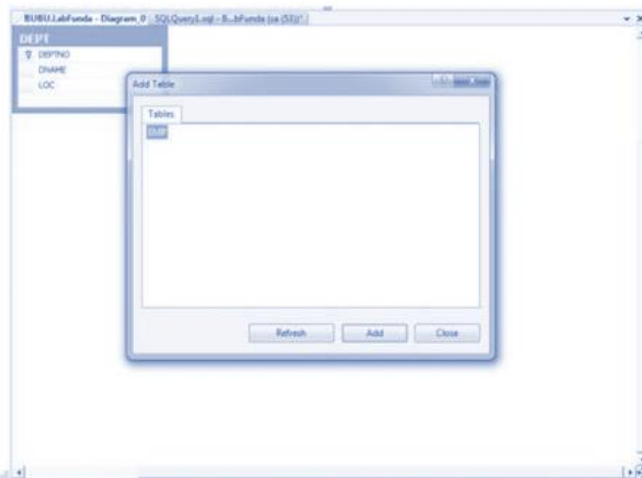 BUBU.LabFunda - Diagram_0 SQLQuery1.sql - B...bFunda (sa (53))*
DEPT
DEPTNO
DNAME
LOC
Add Table
Tables
EMP
Refresh Add Close